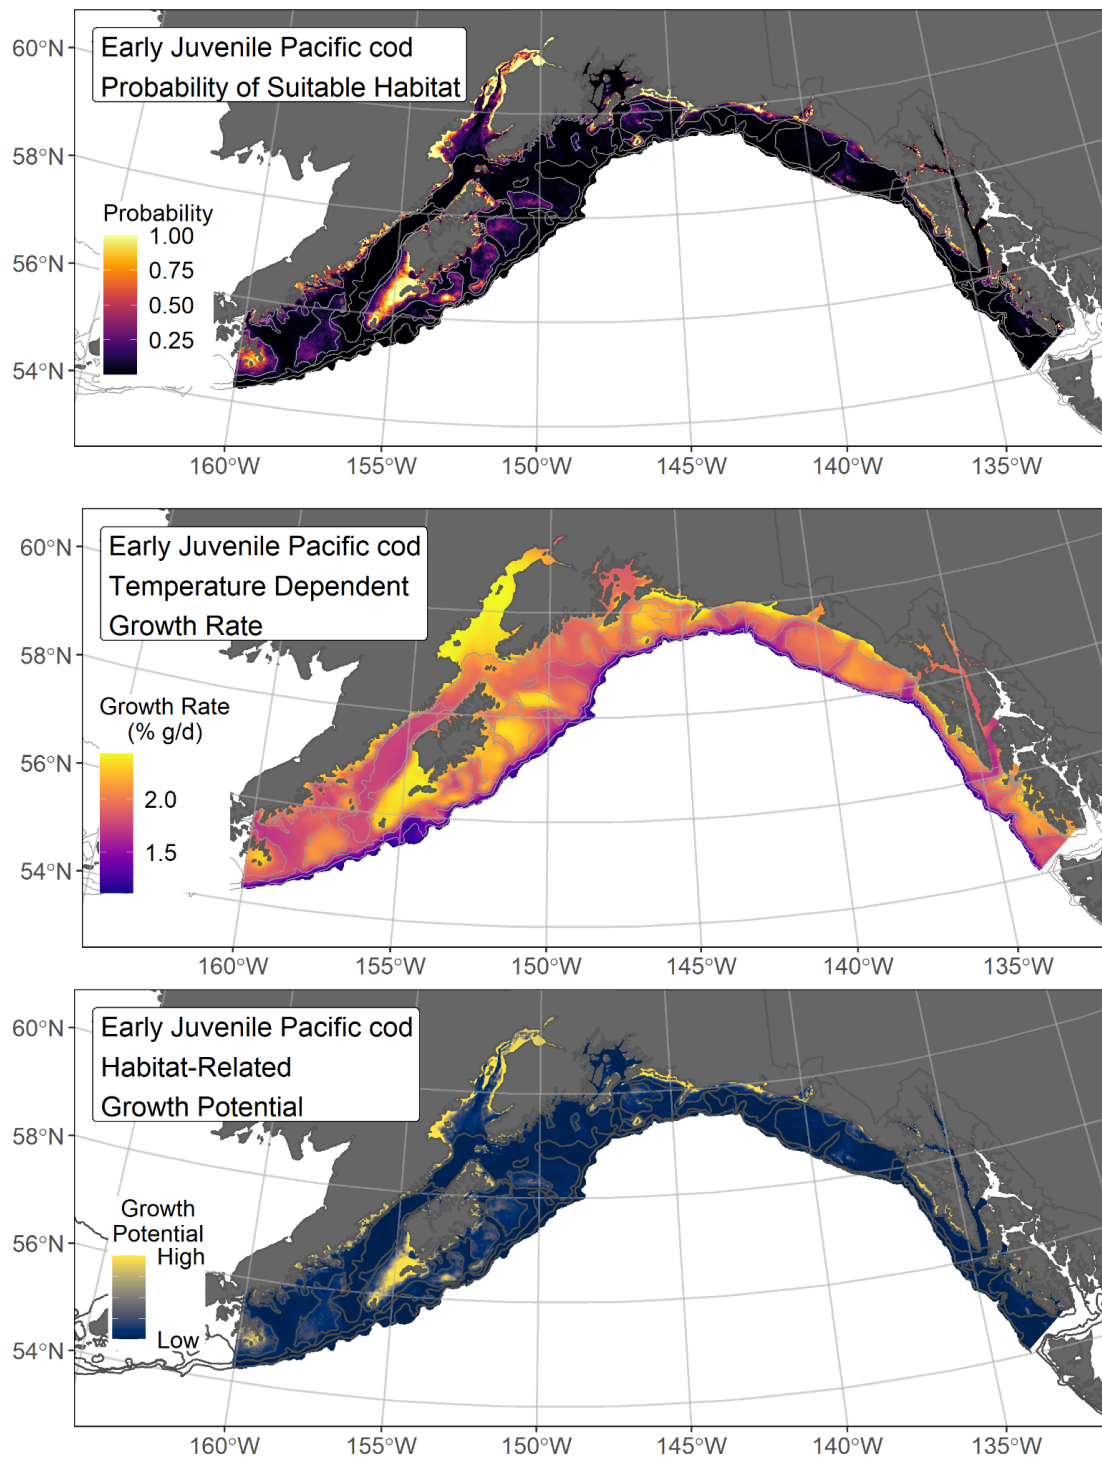 Early Juvenile Pacific cod
Probability of Suitable Habitat
60°N
58°N
56°N
54°N
Probability
1.00
0.75
0.50
0.25
160°W 155°W 150°W 145°W 140°W 135°W
Early Juvenile Pacific cod
Temperature Dependent
Growth Rate
60°N
58°N
56°N
54°N
Growth Rate
(% g/d)
2.0
1.5
160°W 155°W 150°W 145°W 140°W 135°W
Early Juvenile Pacific cod
Habitat-Related
Growth Potential
60°N
58°N
56°N
54°N
Growth
Potential
High
Low
160°W 155°W 150°W 145°W 140°W 135°W